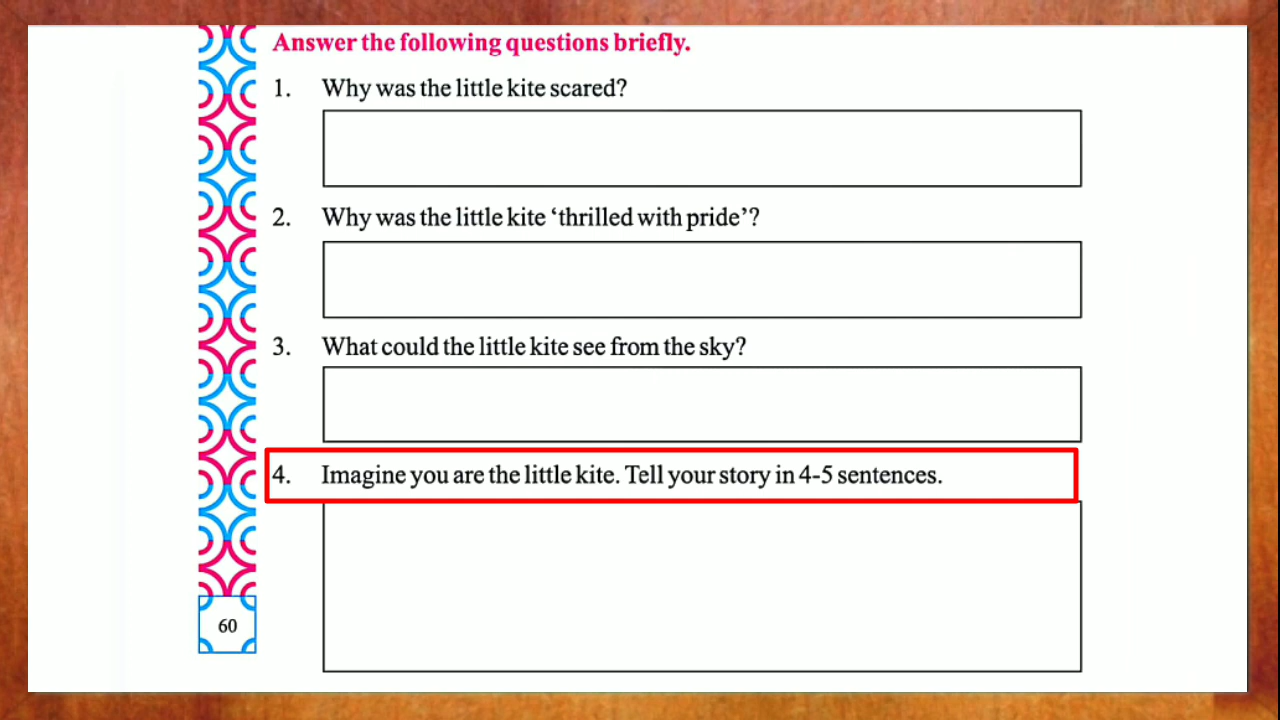 Answer the following questions briefly.
1. Why was the little kite scared?
2. Why was the little kite ‘thrilled with pride’?
3. What could the little kite see from the sky?
4. Imagine you are the little kite. Tell your story in 4-5 sentences.
60